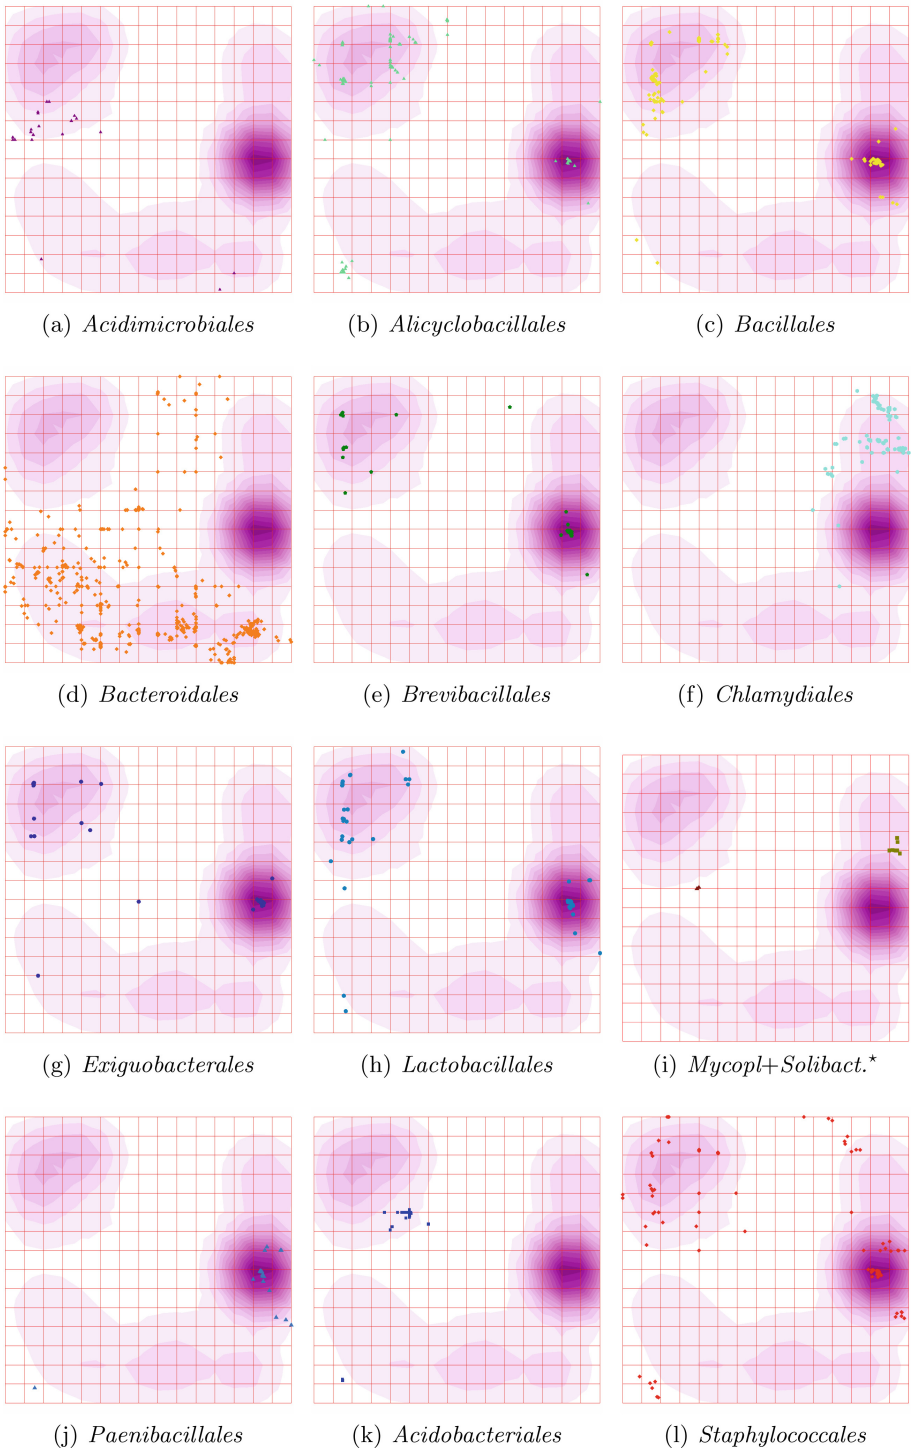 (a) Acidimicrobiales
(b) Alicyclobacillales
(c) Bacillales
(d) Bacteroidales
(e) Brevibacillales
(f) Chlamydiales
(g) Exiguobacterales
(h) Lactobacillales
(i) Mycopl+Solibact.*
(j) Paenibacillales
(k) Acidobacteriales
(l) Staphylococcales